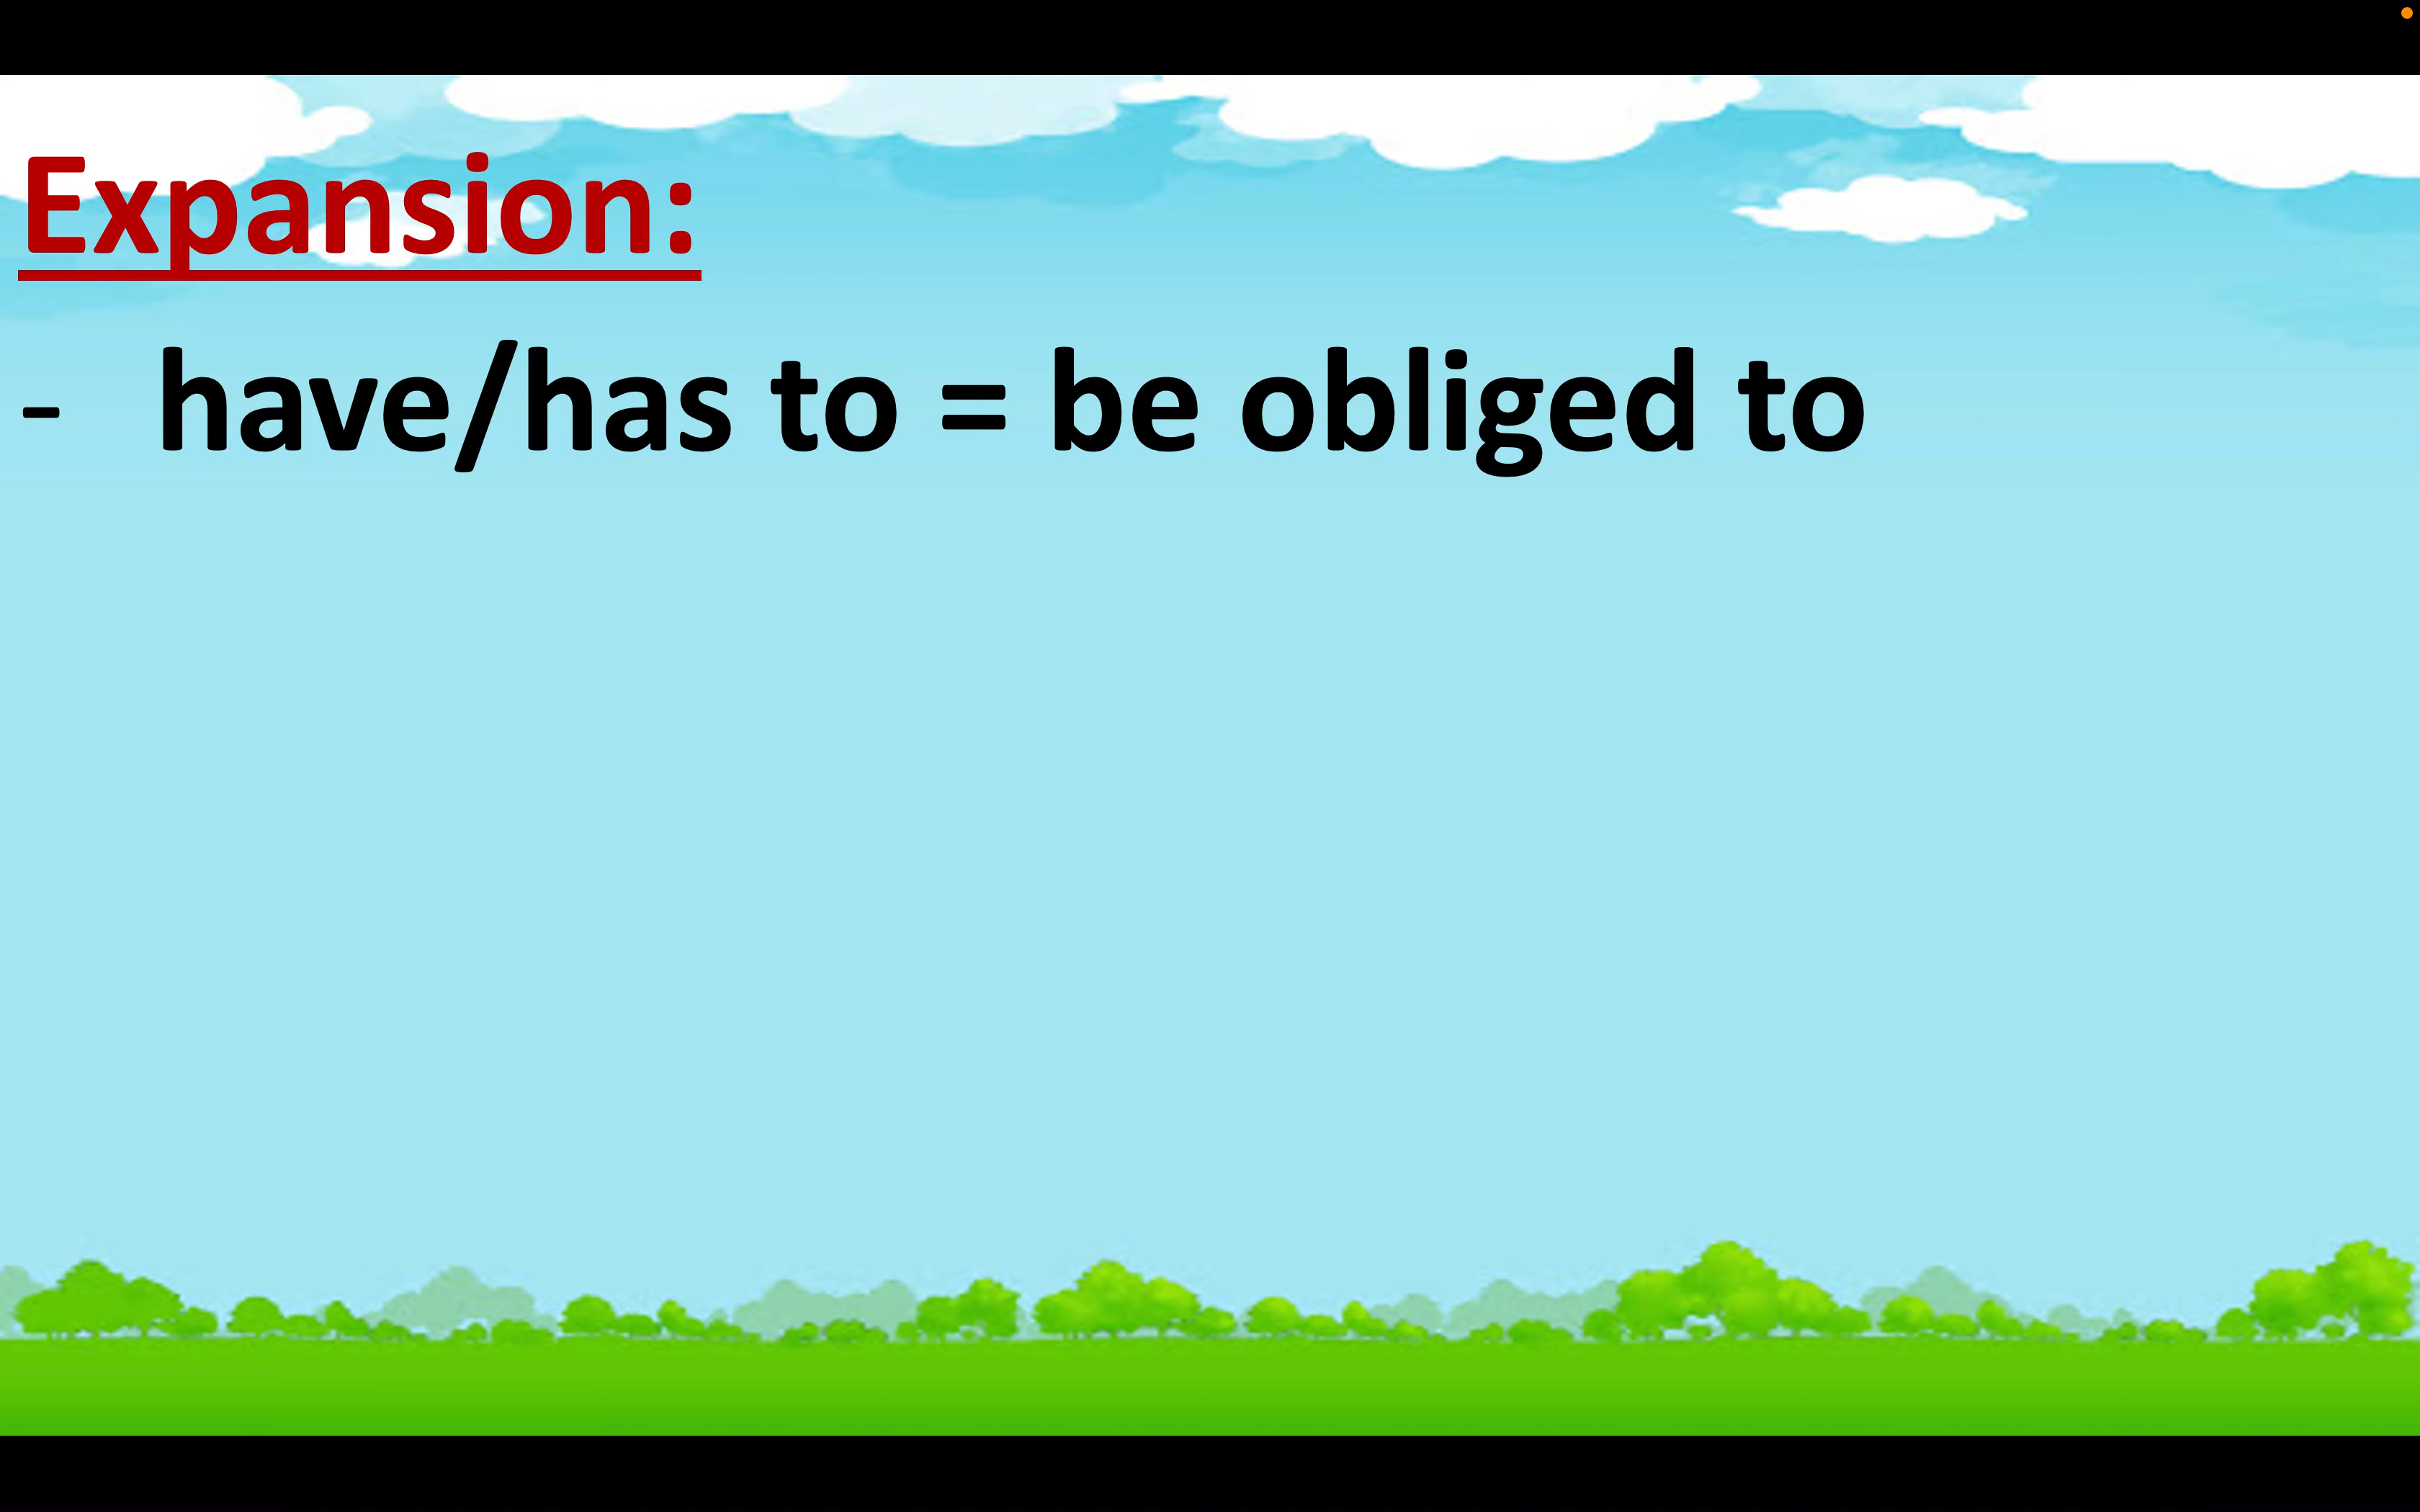 Expansion:
- have/has to = be obliged to